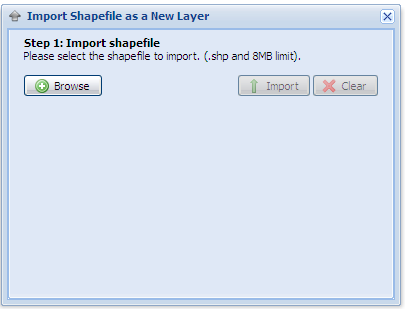 Import Shapefile as a New Layer
Step 1: Import shapefile
Please select the shapefile to import. (.shp and 8MB limit).
Browse Import Clear